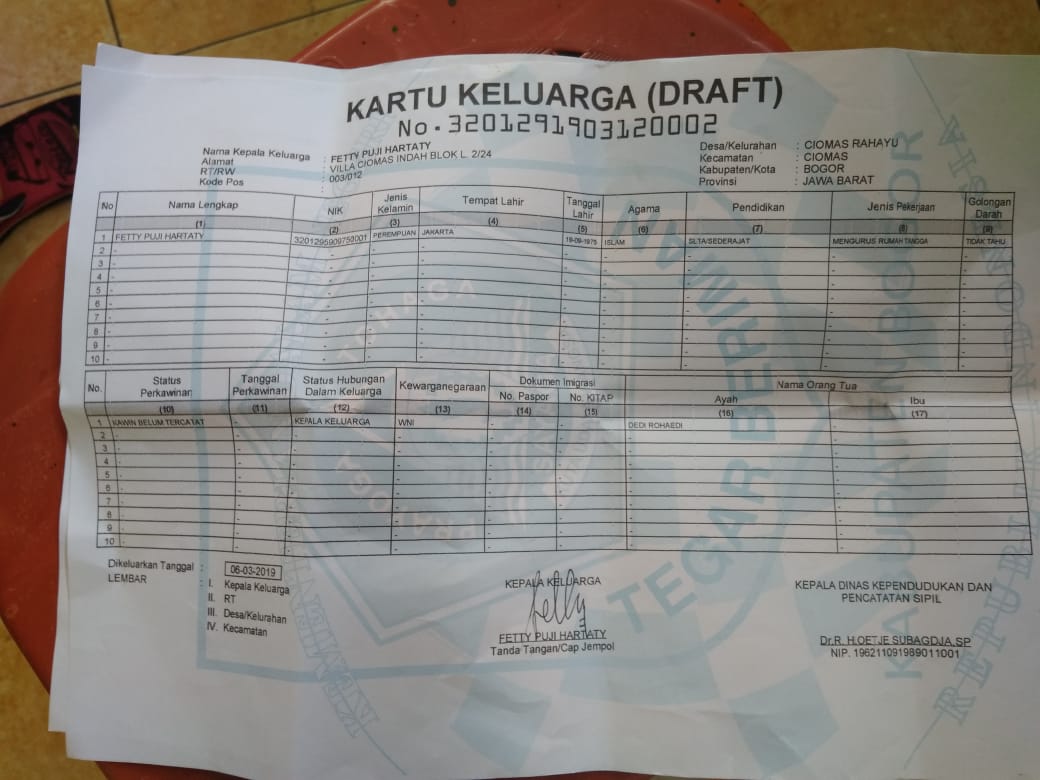 KARTU KELUARGA (DRAFT)
No. 3201291903120002
Nama Kepala Keluarga : FETTY PUJI HARTATY
Alamat : VILLA CIOMAS INDAH BLOK L. 2/24
RT/RW : 003/012
Kode Pos :
Desa/Kelurahan : CIOMAS RAHAYU
Kecamatan : CIOMAS
Kabupaten/Kota : BOGOR
Provinsi : JAWA BARAT
No Nama Lengkap NIK Jenis Kelamin Tempat Lahir Tanggal Lahir Agama Pendidikan Jenis Pekerjaan Golongan Darah
(1) (2) (3) (4) (5) (6) (7) (8) (9)
1 FETTY PUJI HARTATY 3201295909750001 PEREMPUAN JAKARTA 19-09-1975 ISLAM SLTA/SEDERAJAT MENGURUS RUMAH TANGGA TIDAK TAHU
2 - - - - - - - - -
3 - - - - - - - - -
4 - - - - - - - - -
5 - - - - - - - - -
6 - - - - - - - - -
7 - - - - - - - - -
8 - - - - - - - - -
9 - - - - - - - - -
10 - - - - - - - - -
No. Status Perkawinan Tanggal Perkawinan Status Hubungan Dalam Keluarga Kewarganegaraan Dokumen Imigrasi Nama Orang Tua
No. Paspor No. KITAP Ayah Ibu
(10) (11) (12) (13) (14) (15) (16) (17)
1 KAWIN BELUM TERCATAT - KEPALA KELUARGA WNI - - DEDI ROHAEDI
2 - - - - - - - -
3 - - - - - - - -
4 - - - - - - - -
5 - - - - - - - -
6 - - - - - - - -
7 - - - - - - - -
8 - - - - - - - -
9 - - - - - - - -
10 - - - - - - - -
Dikeluarkan Tanggal : 06-03-2019
LEMBAR : I. Kepala Keluarga
II. RT
III. Desa/Kelurahan
IV. Kecamatan
KEPALA KELUARGA
Fetty
FETTY PUJI HARTATY
Tanda Tangan/Cap Jempol
KEPALA DINAS KEPENDUDUKAN DAN
PENCATATAN SIPIL
Dr.R. H.OETJE SUBAGDJA,SP
NIP. 196211091989011001
TEGAR BERIMAN
KABUPATEN BOGOR